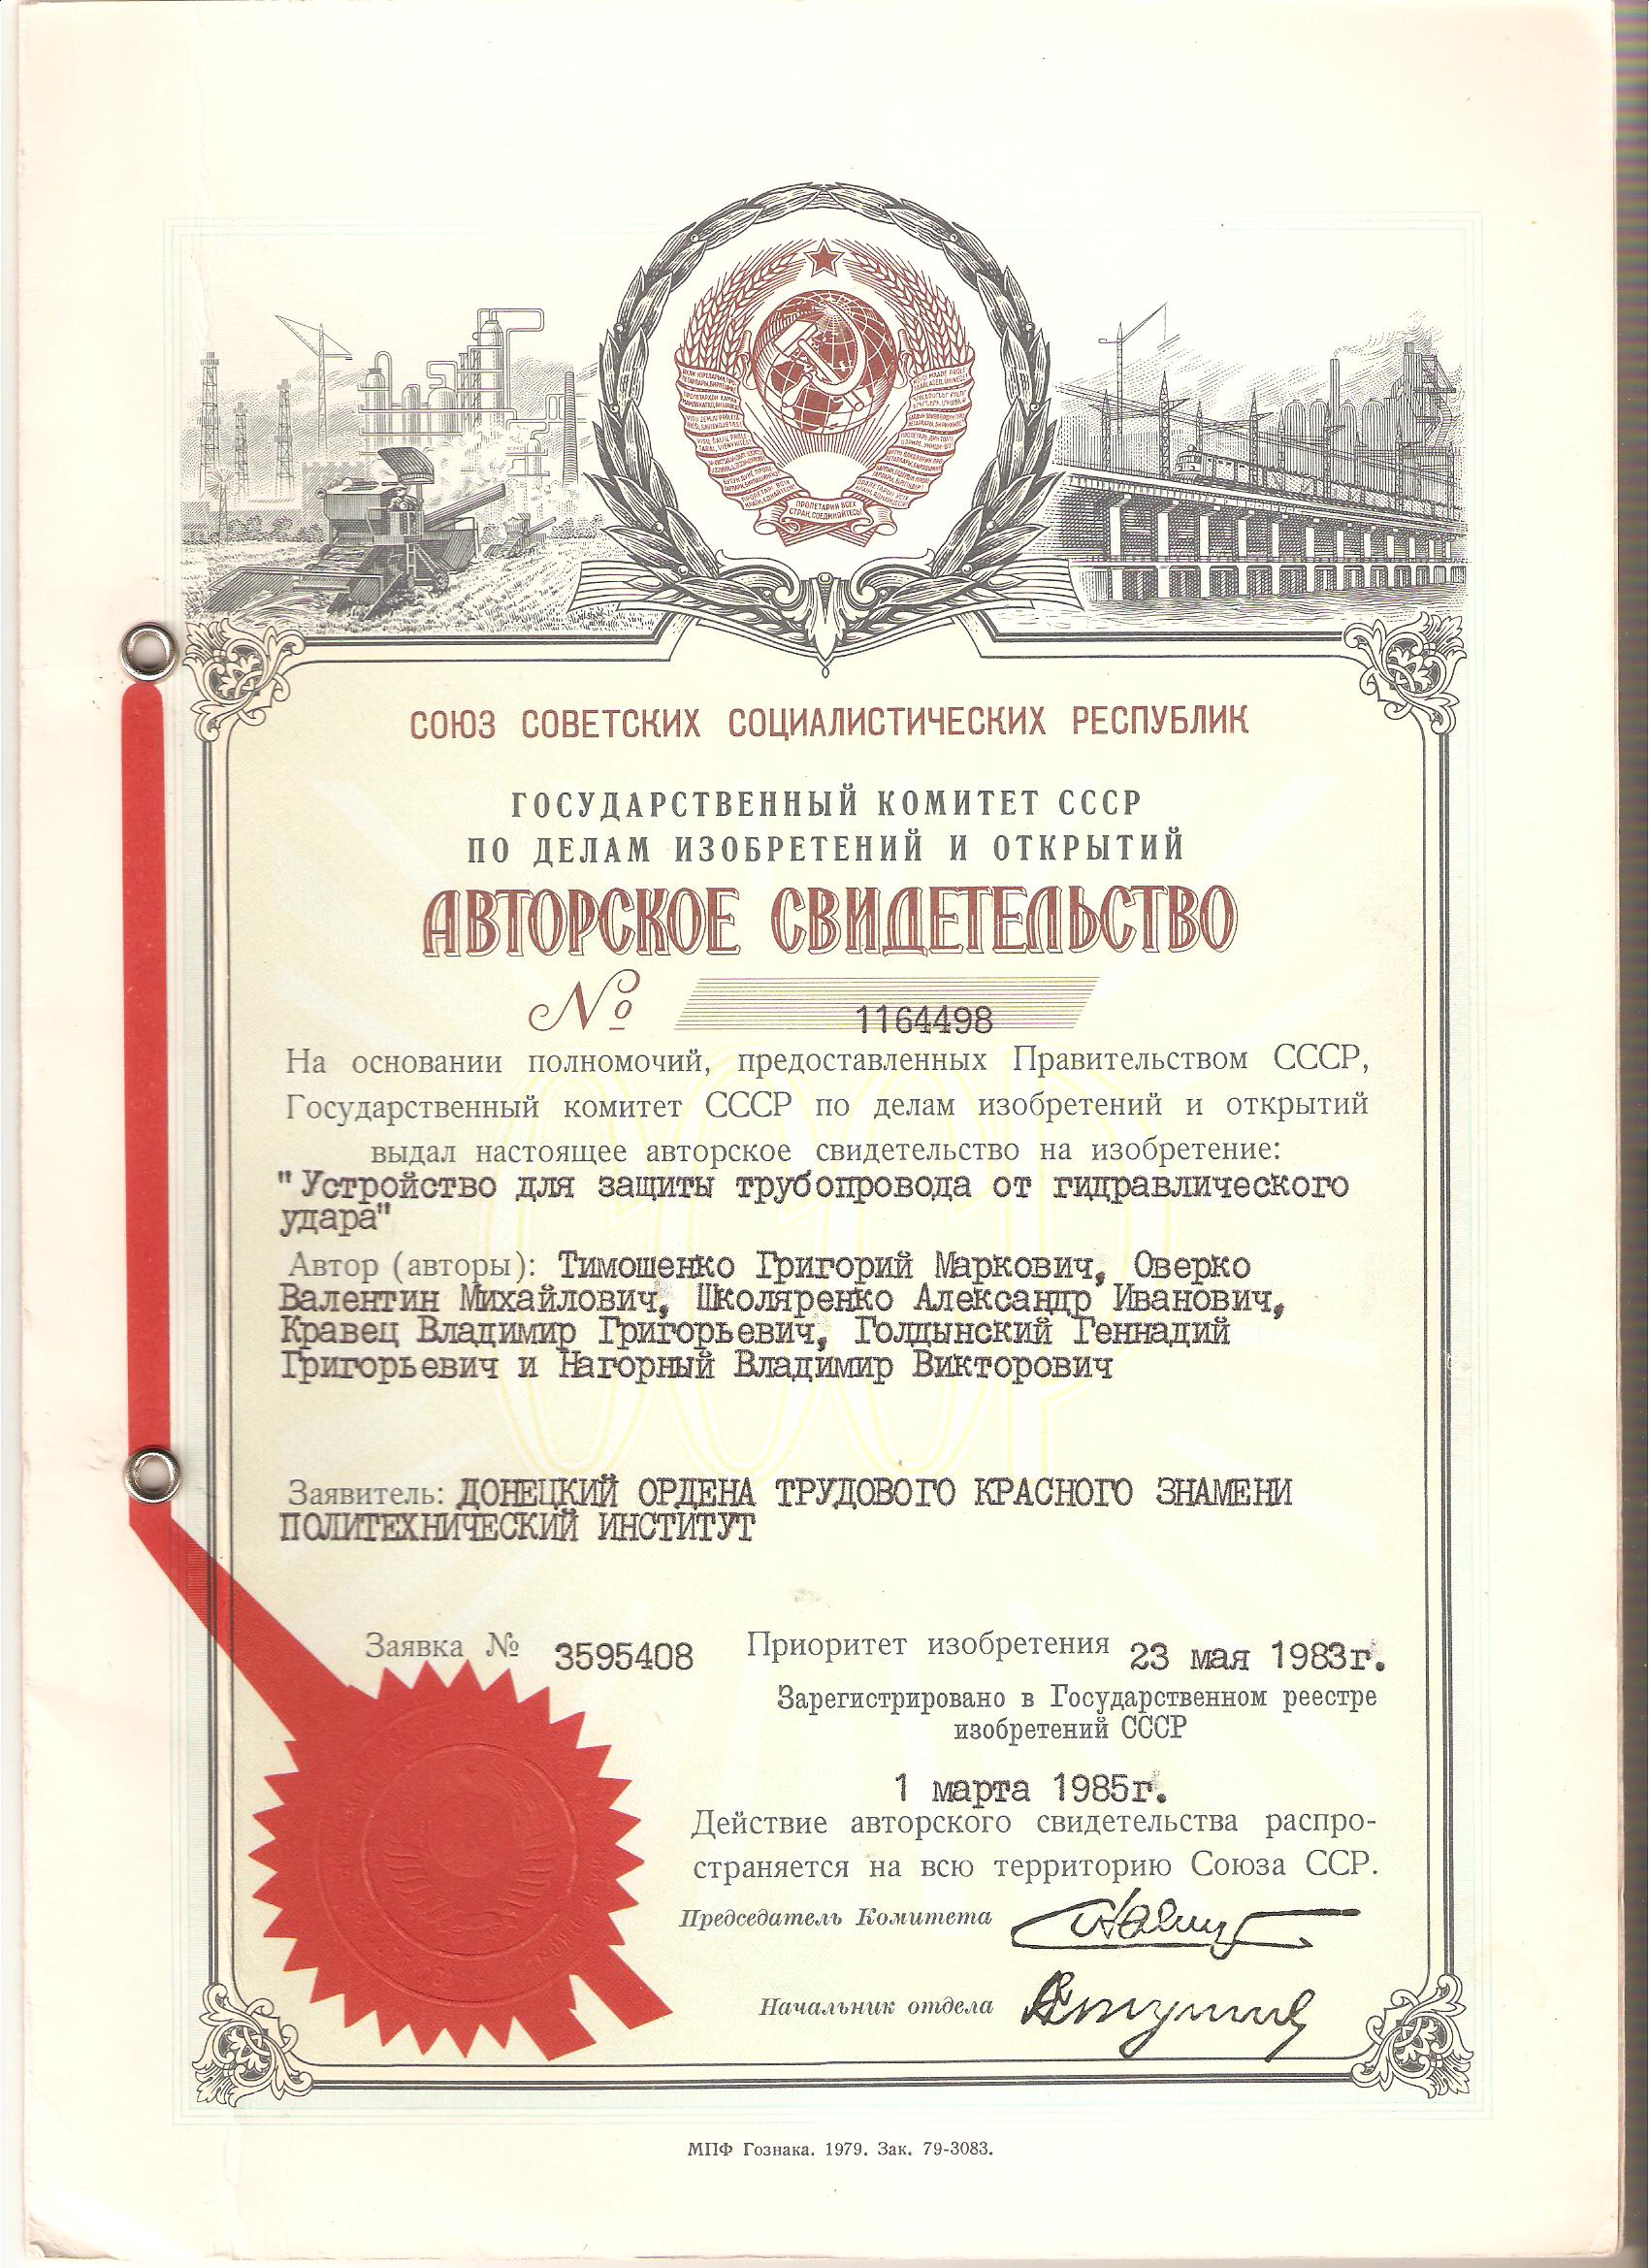 ПРОЛЕТАРИИ ВСЕХ
СТРАН, СОЕДИНЯЙТЕСЬ!
СОЮЗ СОВЕТСКИХ СОЦИАЛИСТИЧЕСКИХ РЕСПУБЛИК
ГОСУДАРСТВЕННЫЙ КОМИТЕТ СССР
ПО ДЕЛАМ ИЗОБРЕТЕНИЙ И ОТКРЫТИЙ
АВТОРСКОЕ СВИДЕТЕЛЬСТВО
№ 1164498
На основании полномочий, предоставленных Правительством СССР,
Государственный комитет СССР по делам изобретений и открытий
выдал настоящее авторское свидетельство на изобретение:
"Устройство для защиты трубопровода от гидравлического
удара"
Автор (авторы): Тимошенко Григорий Маркович, Оверко
Валентин Михайлович, Школяренко Александр Иванович,
Кравец Владимир Григорьевич, Голдынский Геннадий
Григорьевич и Нагорный Владимир Викторович
Заявитель: ДОНЕЦКИЙ ОРДЕНА ТРУДОВОГО КРАСНОГО ЗНАМЕНИ
ПОЛИТЕХНИЧЕСКИЙ ИНСТИТУТ
Заявка № 3595408 Приоритет изобретения 23 мая 1983г.
Зарегистрировано в Государственном реестре
изобретений СССР
1 марта 1985г.
Действие авторского свидетельства распро-
страняется на всю территорию Союза ССР.
Председатель Комитета
Начальник отдела
МПФ Гознака. 1979. Зак. 79-3083.